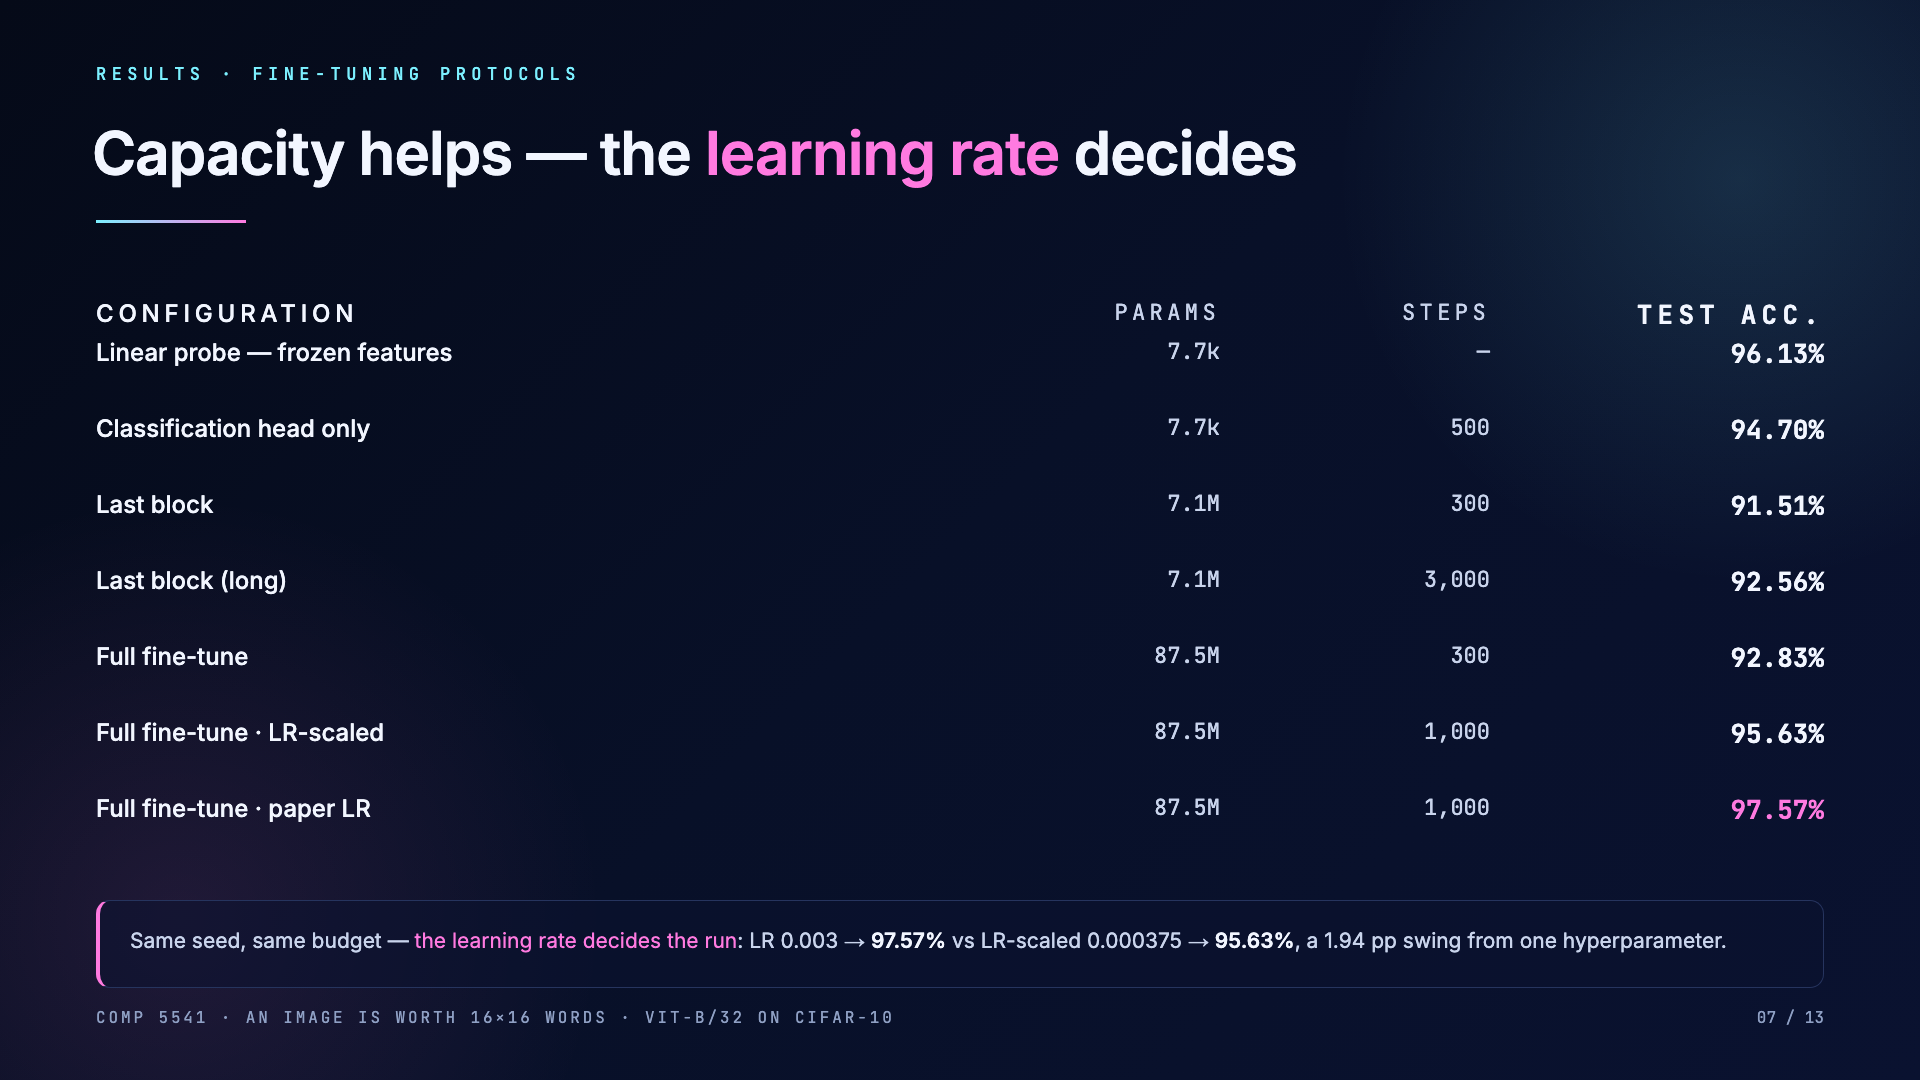 RESULTS · FINE-TUNING PROTOCOLS
Capacity helps — the learning rate decides
CONFIGURATION PARAMS STEPS TEST ACC.
Linear probe — frozen features 7.7k — 96.13%
Classification head only 7.7k 500 94.70%
Last block 7.1M 300 91.51%
Last block (long) 7.1M 3,000 92.56%
Full fine-tune 87.5M 300 92.83%
Full fine-tune · LR-scaled 87.5M 1,000 95.63%
Full fine-tune · paper LR 87.5M 1,000 97.57%
Same seed, same budget — the learning rate decides the run: LR 0.003 → 97.57% vs LR-scaled 0.000375 → 95.63%, a 1.94 pp swing from one hyperparameter.
COMP 5541 · AN IMAGE IS WORTH 16×16 WORDS · VIT-B/32 ON CIFAR-10 07 / 13